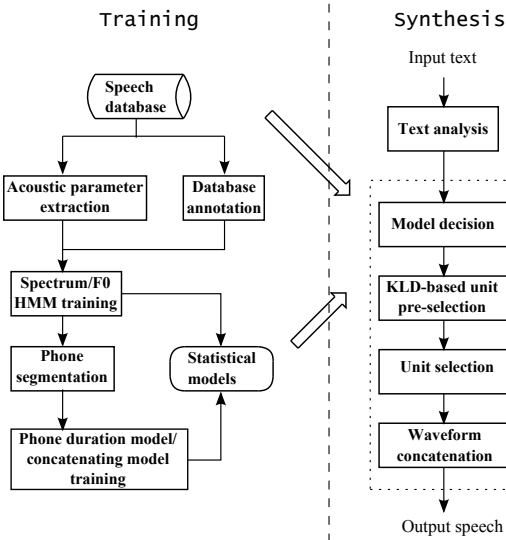 Training
Speech
database
Acoustic parameter
extraction
Database
annotation
Spectrum/F0
HMM training
Phone
segmentation
Statistical
models
Phone duration model/
concatenating model
training
Synthesis
Input text
Text analysis
Model decision
KLD-based unit
pre-selection
Unit selection
Waveform
concatenation
Output speech